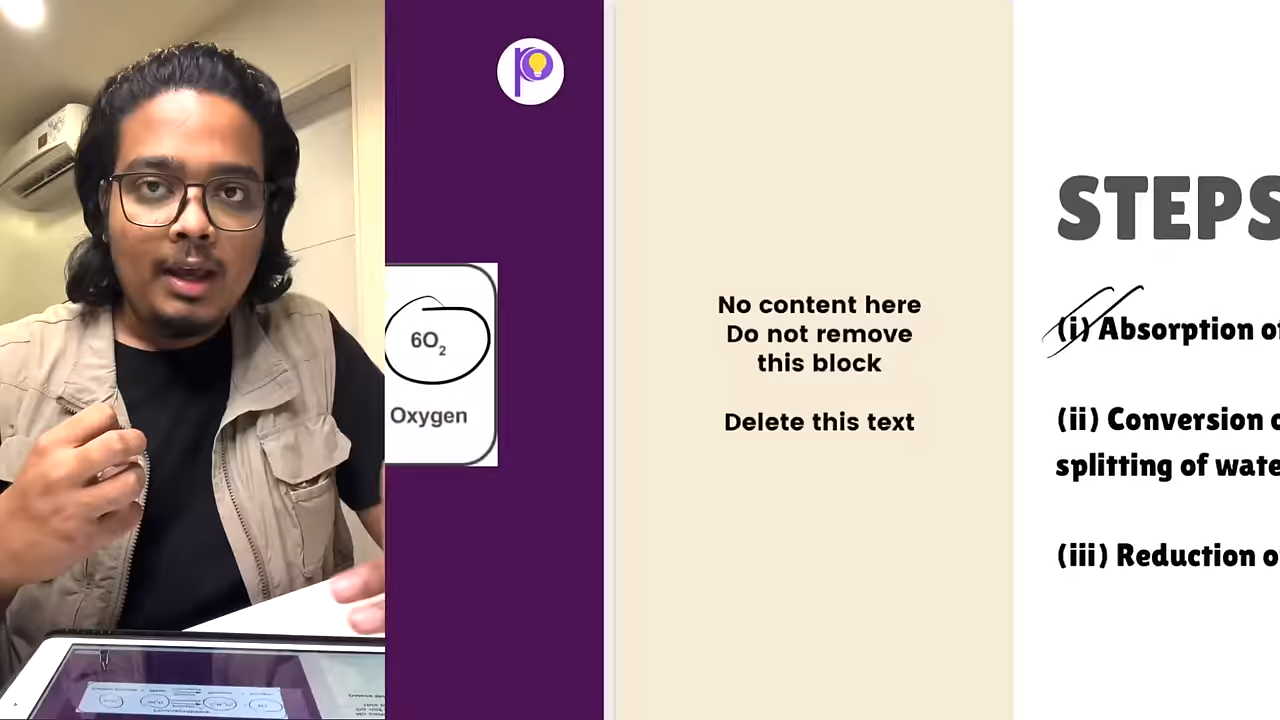 6O₂
Oxygen
No content here
Do not remove
this block
Delete this text
STEPS
(i) Absorption of
(ii) Conversion
splitting of wate
(iii) Reduction o